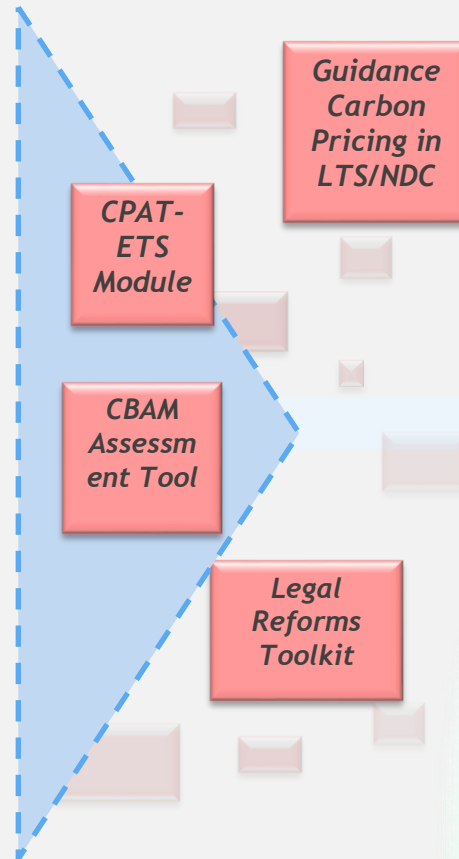 Guidance
Carbon
Pricing in
LTS/NDC
CPAT-
ETS
Module
CBAM
Assessm
ent Tool
Legal
Reforms
Toolkit